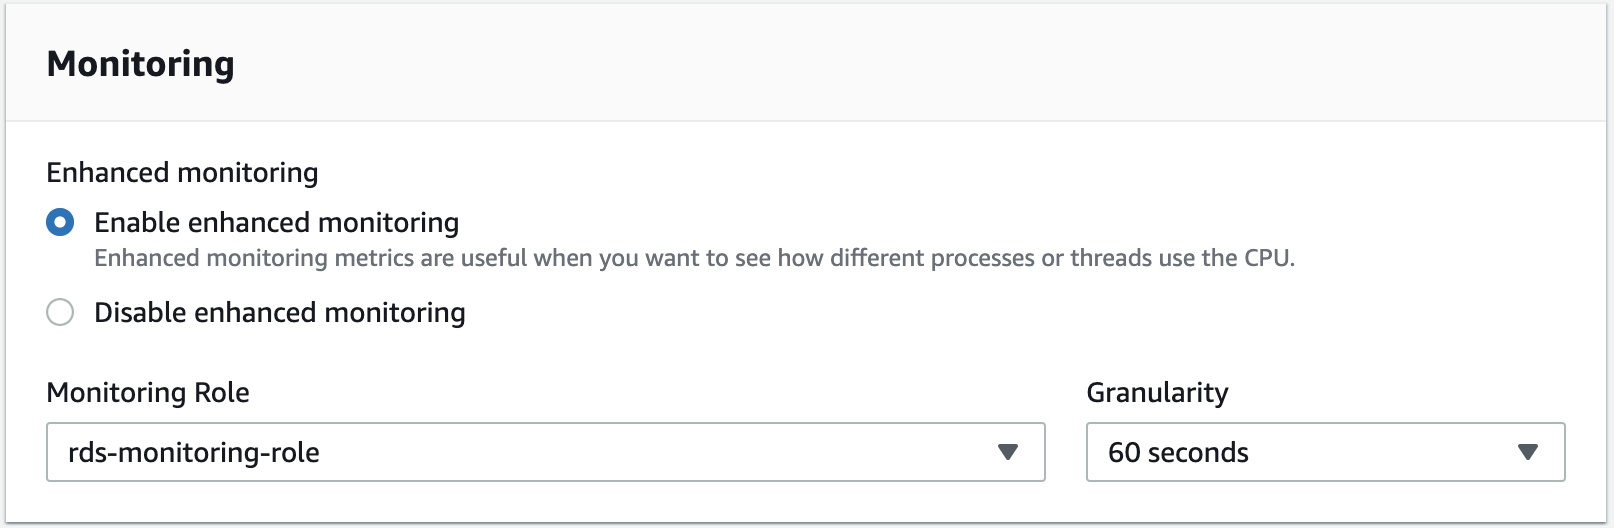 Monitoring
Enhanced monitoring
Enable enhanced monitoring
Enhanced monitoring metrics are useful when you want to see how different processes or threads use the CPU.
Disable enhanced monitoring
Monitoring Role
Granularity
rds-monitoring-role
60 seconds